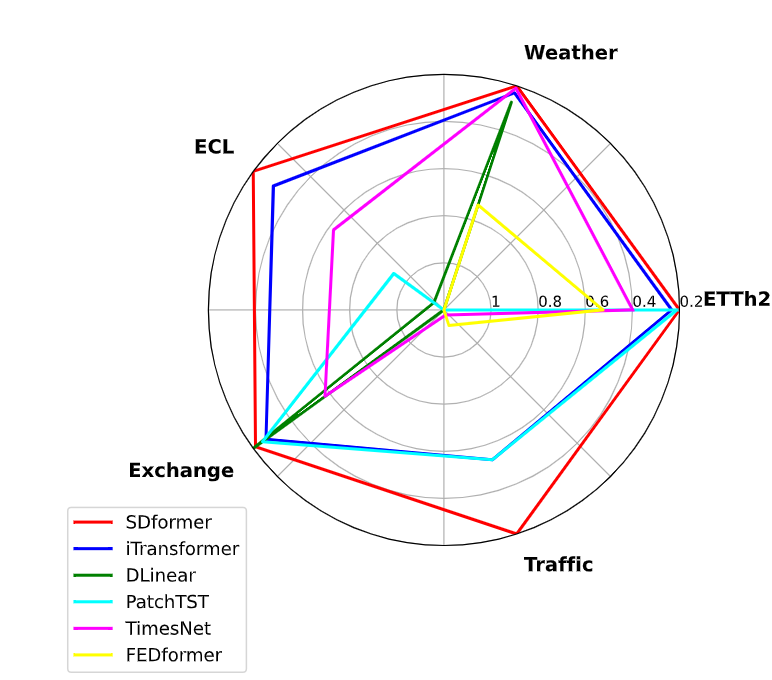 Weather
ECL
1 0.8 0.6 0.4 0.2
ETTh2
Exchange
Traffic
SDformer
iTransformer
DLinear
PatchTST
TimesNet
FEDformer